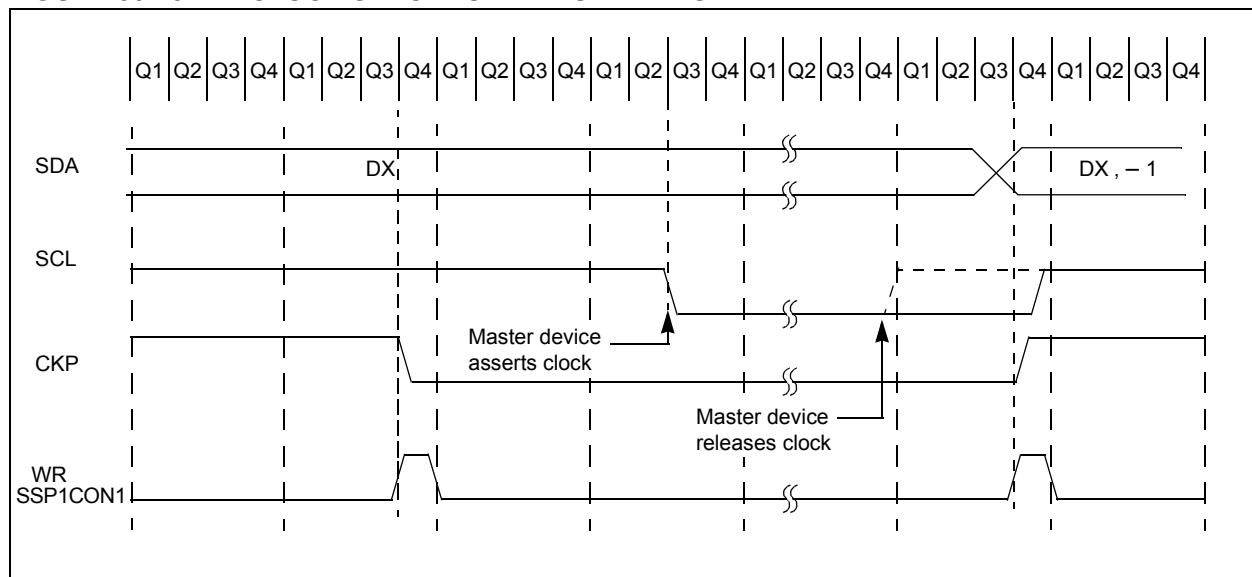 Q1 Q2 Q3 Q4 Q1 Q2 Q3 Q4 Q1 Q2 Q3 Q4 Q1 Q2 Q3 Q4 Q1 Q2 Q3 Q4 Q1 Q2 Q3 Q4 Q1 Q2 Q3 Q4
SDA
DX
DX , – 1
SCL
Master device
asserts clock
CKP
Master device
releases clock
WR
SSP1CON1